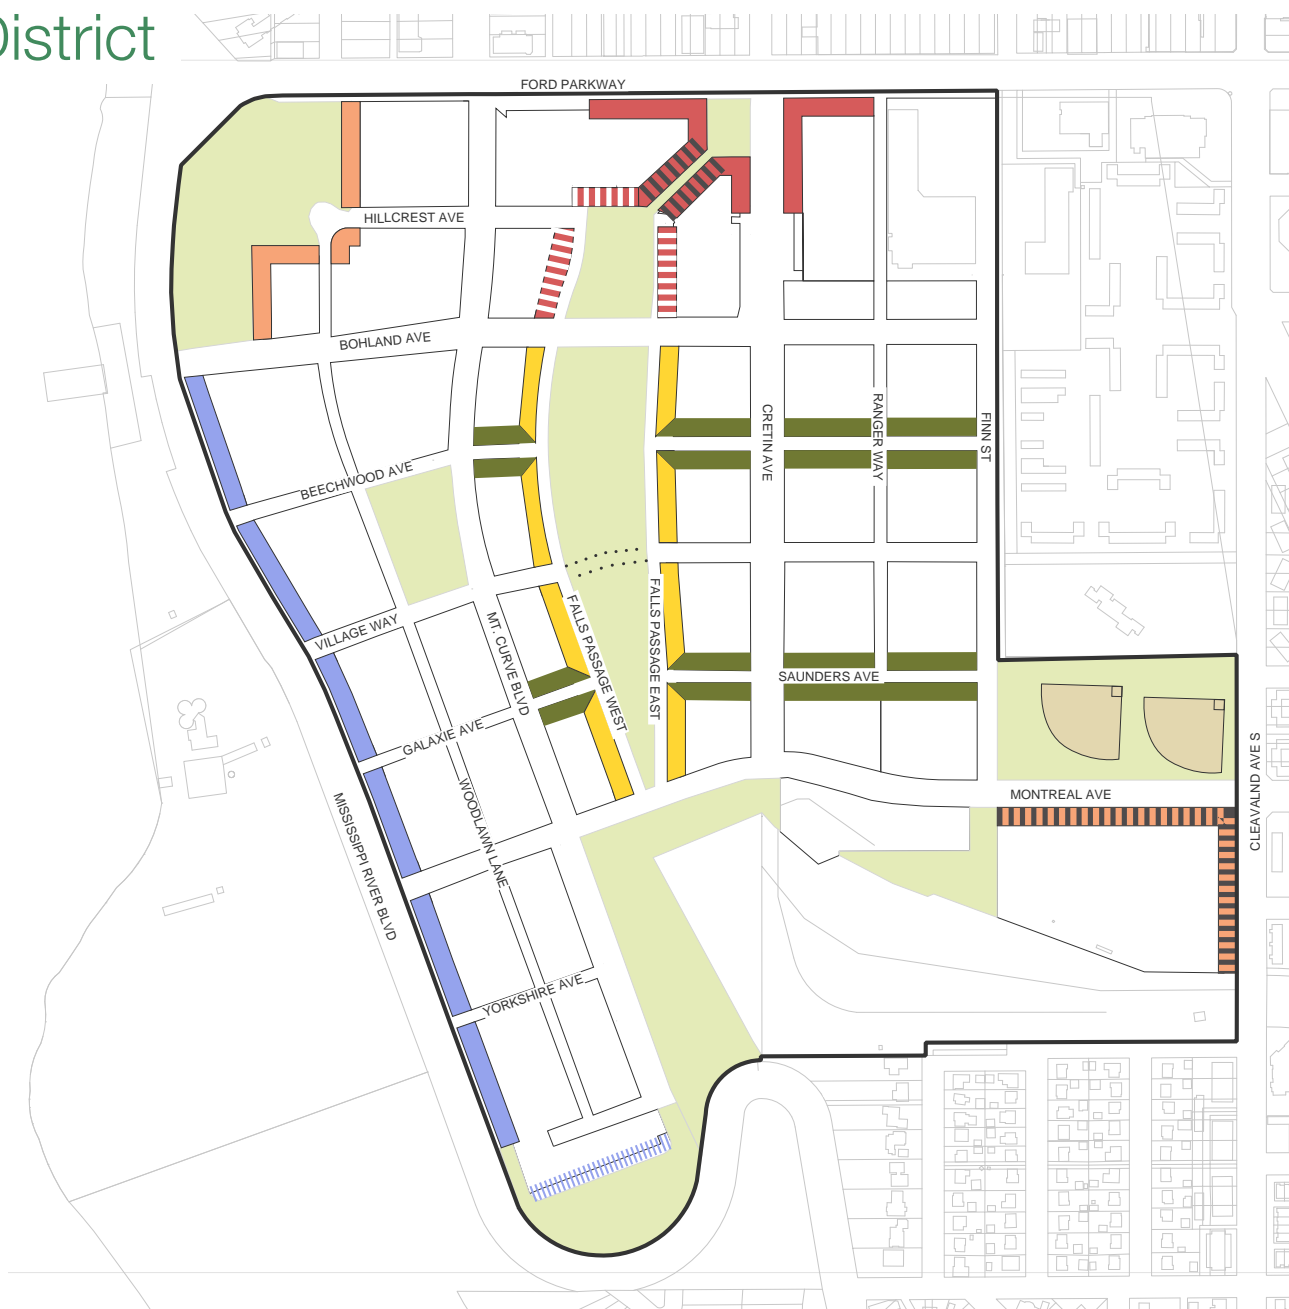 District
FORD PARKWAY
HILLCREST AVE
BOHLAND AVE
CRETIN AVE
RANGER WAY
FINN ST
BEECHWOOD AVE
VILLAGE WAY
MT. CURVE BLVD
FALLS PASSAGE WEST
FALLS PASSAGE EAST
SAUNDERS AVE
GALAXIE AVE
WOODLAWN LANE
MISSISSIPPI RIVER BLVD
MONTREAL AVE
CLEAVALND AVE S
YORKSHIRE AVE